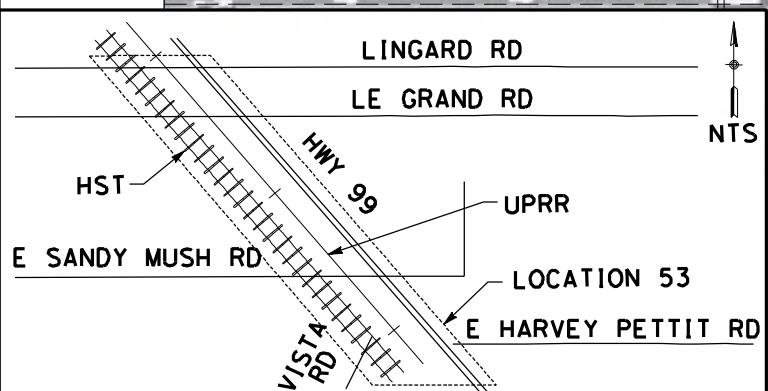 LINGARD RD
LE GRAND RD
NTS
HWY 99
HST
UPRR
E SANDY MUSH RD
LOCATION 53
E HARVEY PETTIT RD
VISTA
RD